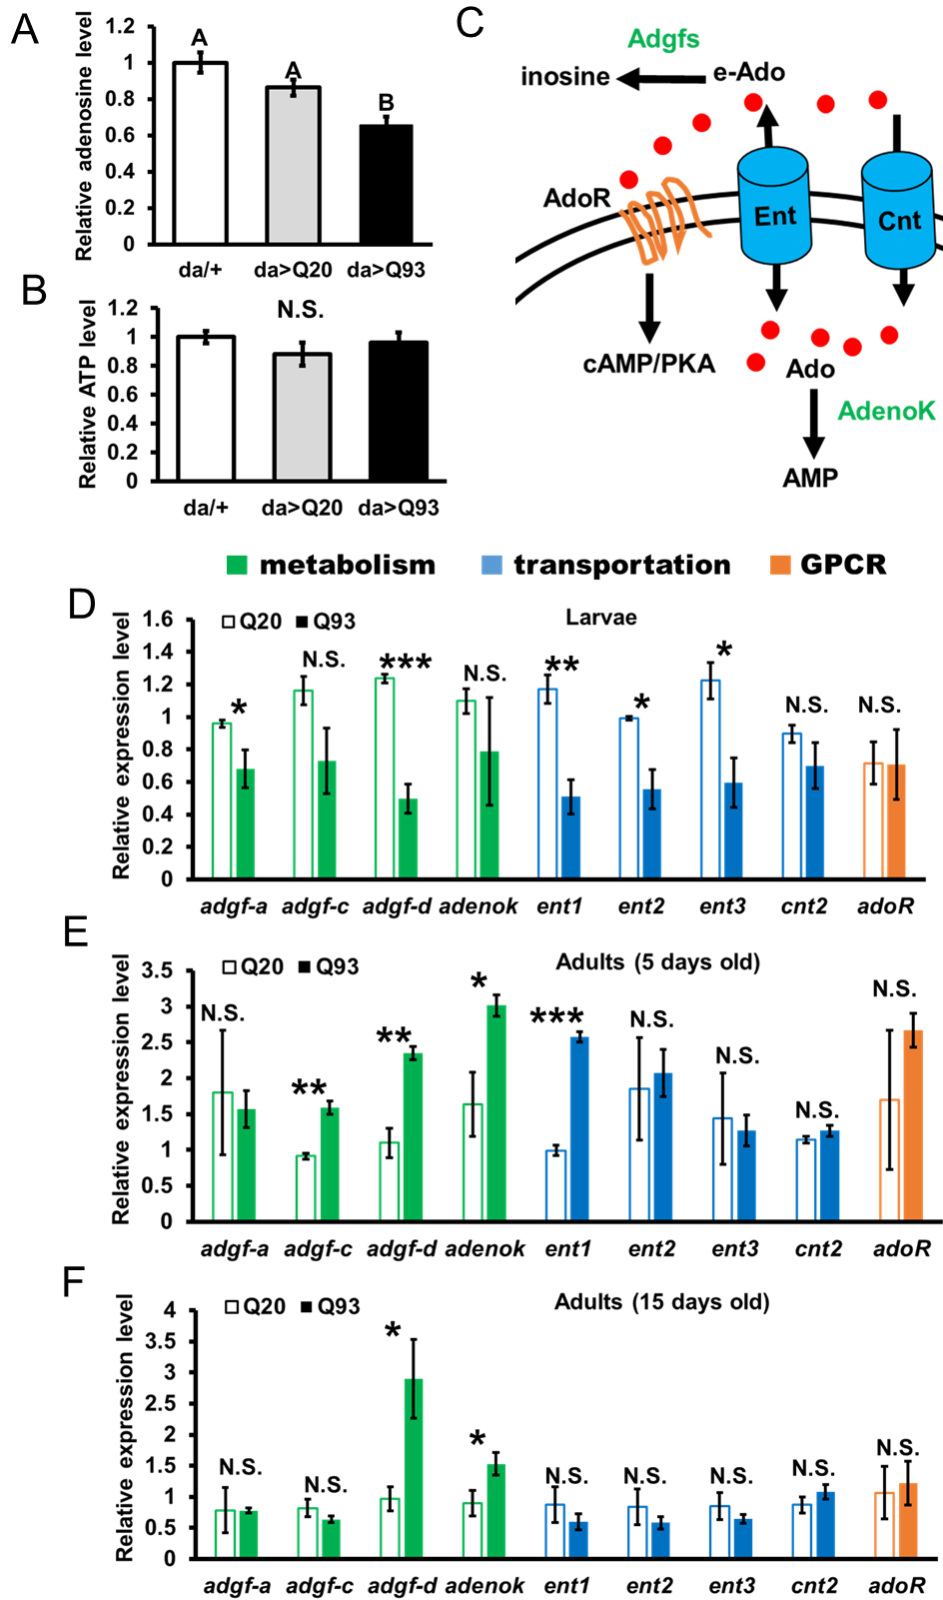 A
Relative adenosine level
1.2
1
0.8
0.6
0.4
0.2
0
A
A
B
da/+ da>Q20 da>Q93
B
Relative ATP level
1.2
1
0.8
0.6
0.4
0.2
0
N.S.
da/+ da>Q20 da>Q93
C
Adgfs
inosine e-Ado
AdoR
Ent
Cnt
cAMP/PKA
Ado
AdenoK
AMP
metabolism transportation GPCR
D
Relative expression level
1.6
1.4
1.2
1
0.8
0.6
0.4
0.2
0
Q20 Q93
Larvae
* N.S. *** N.S. ** * * N.S. N.S.
adgf-a adgf-c adgf-d adenok ent1 ent2 ent3 cnt2 adoR
E
Relative expression level
3.5
3
2.5
2
1.5
1
0.5
0
Q20 Q93
Adults (5 days old)
N.S. ** ** * *** N.S. N.S. N.S. N.S.
adgf-a adgf-c adgf-d adenok ent1 ent2 ent3 cnt2 adoR
F
Relative expression level
4
3.5
3
2.5
2
1.5
1
0.5
0
Q20 Q93
Adults (15 days old)
N.S. N.S. * * N.S. N.S. N.S. N.S. N.S.
adgf-a adgf-c adgf-d adenok ent1 ent2 ent3 cnt2 adoR